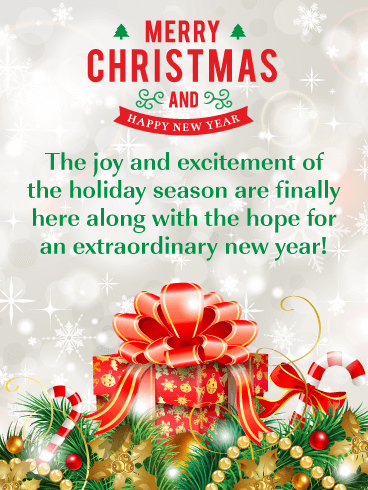 MERRY
CHRISTMAS
AND
HAPPY NEW YEAR
The joy and excitement of
the holiday season are finally
here along with the hope for
an extraordinary new year!